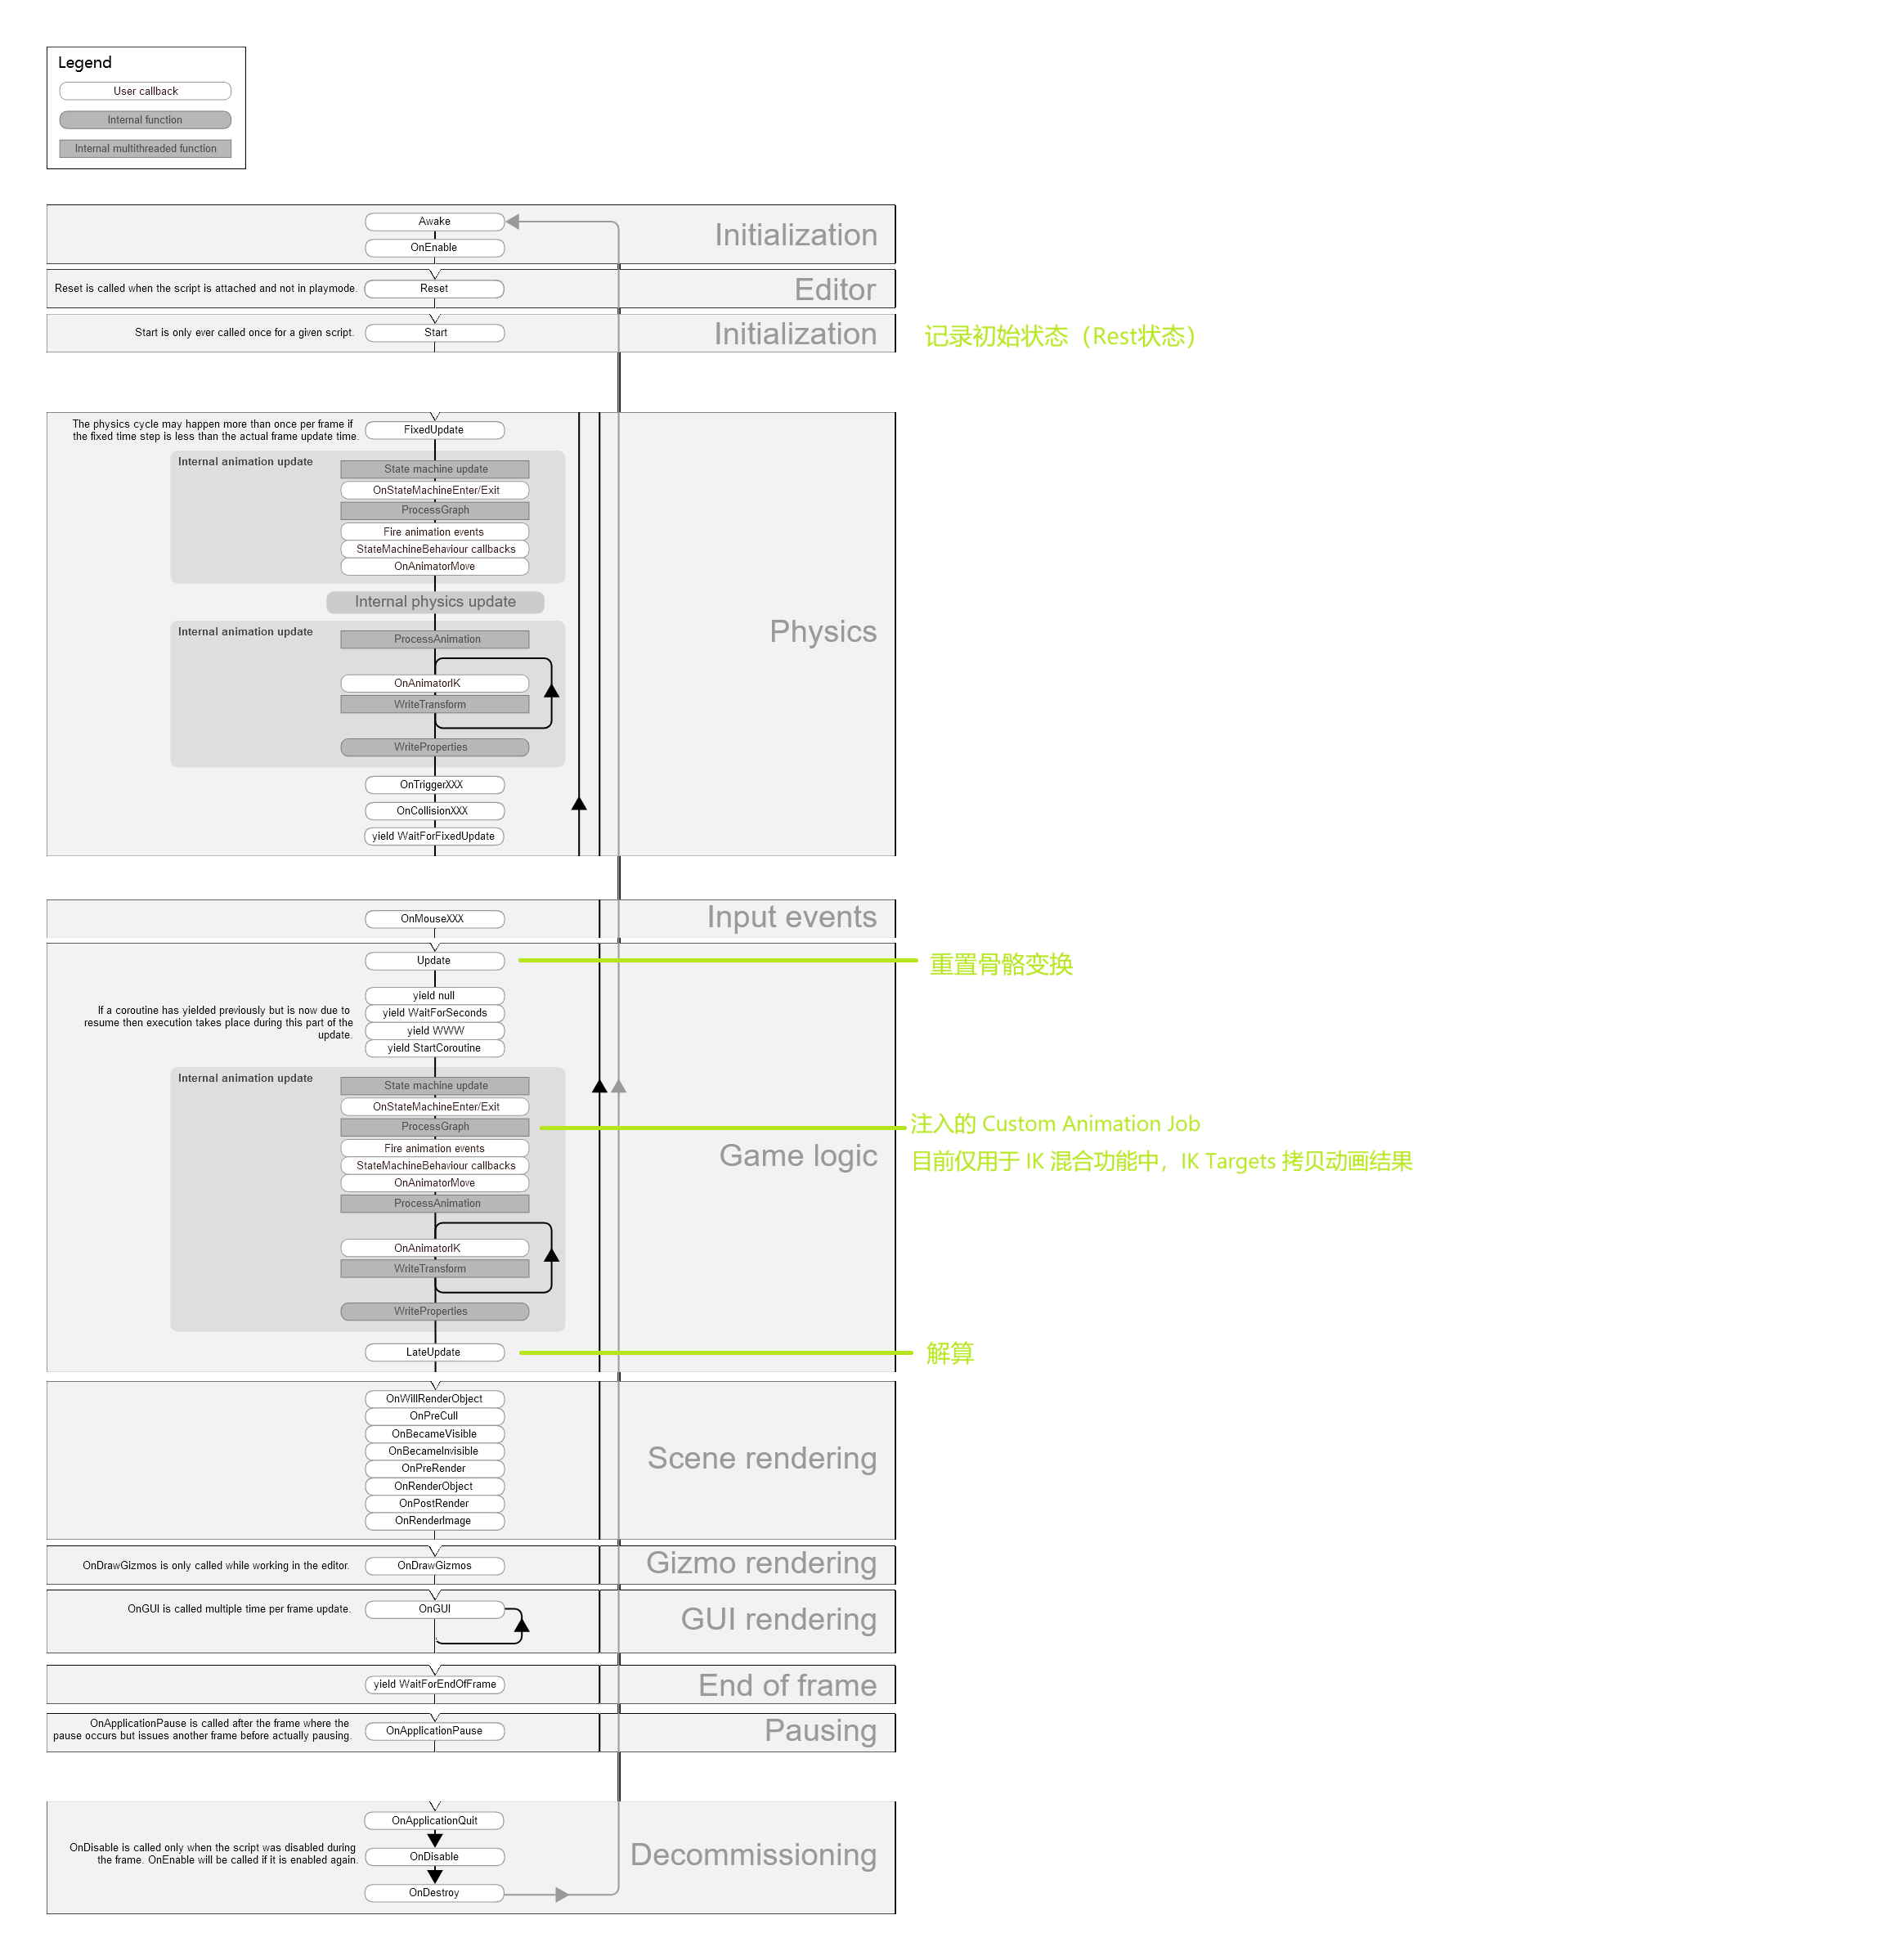 Legend
User callback
Internal function
Internal multithreaded function
Awake
Initialization
OnEnable
Reset is called when the script is attached and not in playmode.
Reset
Editor
Start is only ever called once for a given script.
Start
Initialization
记录初始状态（Rest状态）
The physics cycle may happen more than once per frame if
the fixed time step is less than the actual frame update time.
FixedUpdate
Internal animation update
State machine update
OnStateMachineEnter/Exit
ProcessGraph
Fire animation events
StateMachineBehaviour callbacks
OnAnimatorMove
Internal physics update
Physics
Internal animation update
ProcessAnimation
OnAnimatorIK
WriteTransform
WriteProperties
OnTriggerXXX
OnCollisionXXX
yield WaitForFixedUpdate
OnMouseXXX
Input events
Update
重置骨骼变换
yield null
If a coroutine has yielded previously but is now due to
resume then execution takes place during this part of the
update.
yield WaitForSeconds
yield WWW
yield StartCoroutine
Internal animation update
State machine update
OnStateMachineEnter/Exit
ProcessGraph
注入的 Custom Animation Job
目前仅用于 IK 混合功能中，IK Targets 拷贝动画结果
Fire animation events
StateMachineBehaviour callbacks
Game logic
OnAnimatorMove
ProcessAnimation
OnAnimatorIK
WriteTransform
WriteProperties
LateUpdate
解算
OnWillRenderObject
OnPreCull
OnBecameVisible
OnBecameInvisible
Scene rendering
OnPreRender
OnRenderObject
OnPostRender
OnRenderImage
OnDrawGizmos is only called while working in the editor.
OnDrawGizmos
Gizmo rendering
OnGUI is called multiple time per frame update.
OnGUI
GUI rendering
yield WaitForEndOfFrame
End of frame
OnApplicationPause is called after the frame where the
pause occurs but issues another frame before actually pausing.
OnApplicationPause
Pausing
OnApplicationQuit
OnDisable is called only when the script was disabled during
the frame. OnEnable will be called if it is enabled again.
OnDisable
Decommissioning
OnDestroy